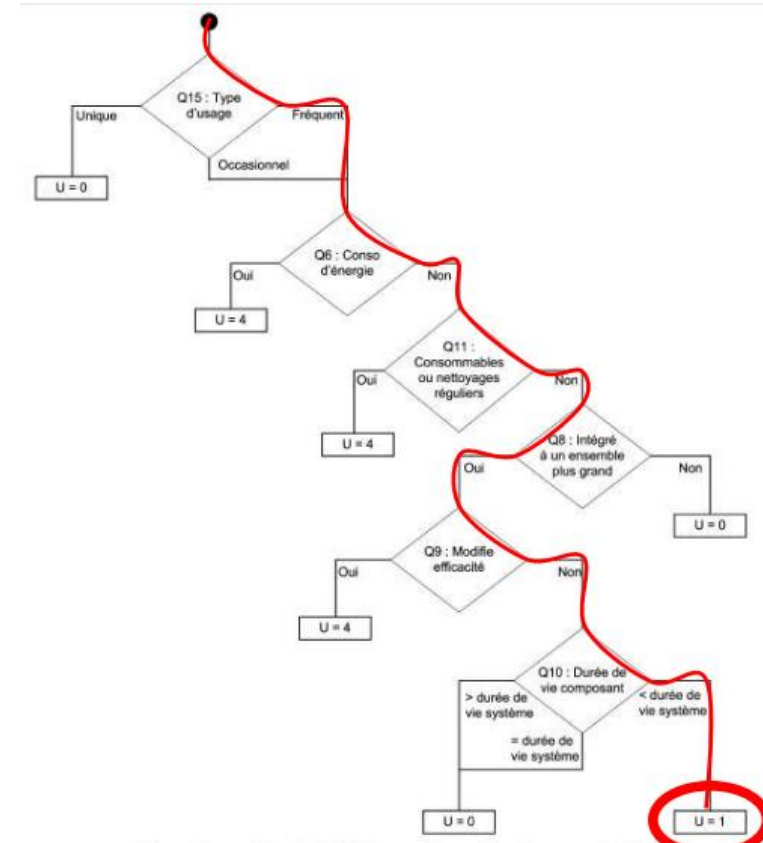 Q15 : Type
d'usage
Unique
Fréquent
Occasionnel
U = 0
Q6 : Conso
d'énergie
Oui
Non
U = 4
Q11 :
Consommables
ou nettoyages
réguliers
Oui
Non
U = 4
Q8 : Intégré
à un ensemble
plus grand
Oui
Non
U = 0
Q9 : Modifie
efficacité
Oui
Non
U = 4
Q10 : Durée de
vie composant
> durée de
vie système
< durée de
vie système
= durée de
vie système
U = 0
U = 1